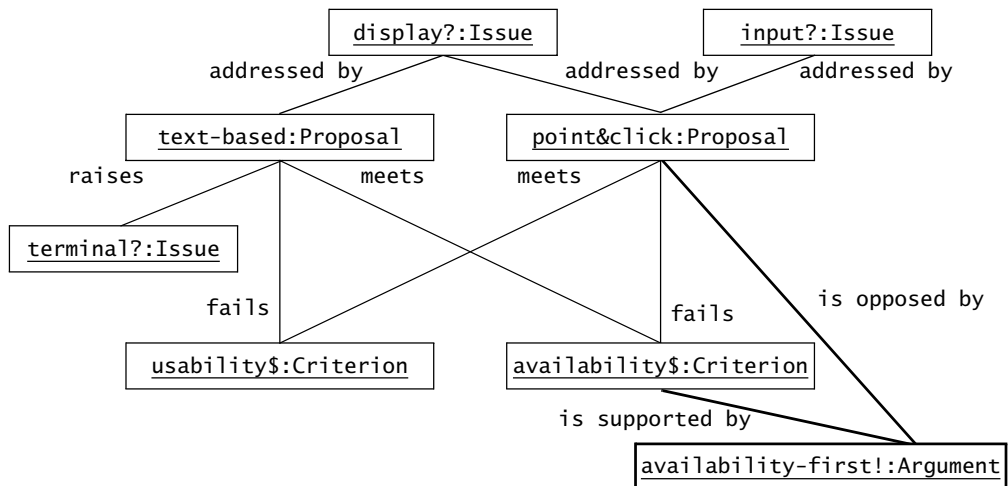 display?:Issue
input?:Issue
addressed by
addressed by
addressed by
text-based:Proposal
point&click:Proposal
raises
meets
meets
terminal?:Issue
fails
fails
is opposed by
usability$:Criterion
availability$:Criterion
is supported by
availability-first!:Argument